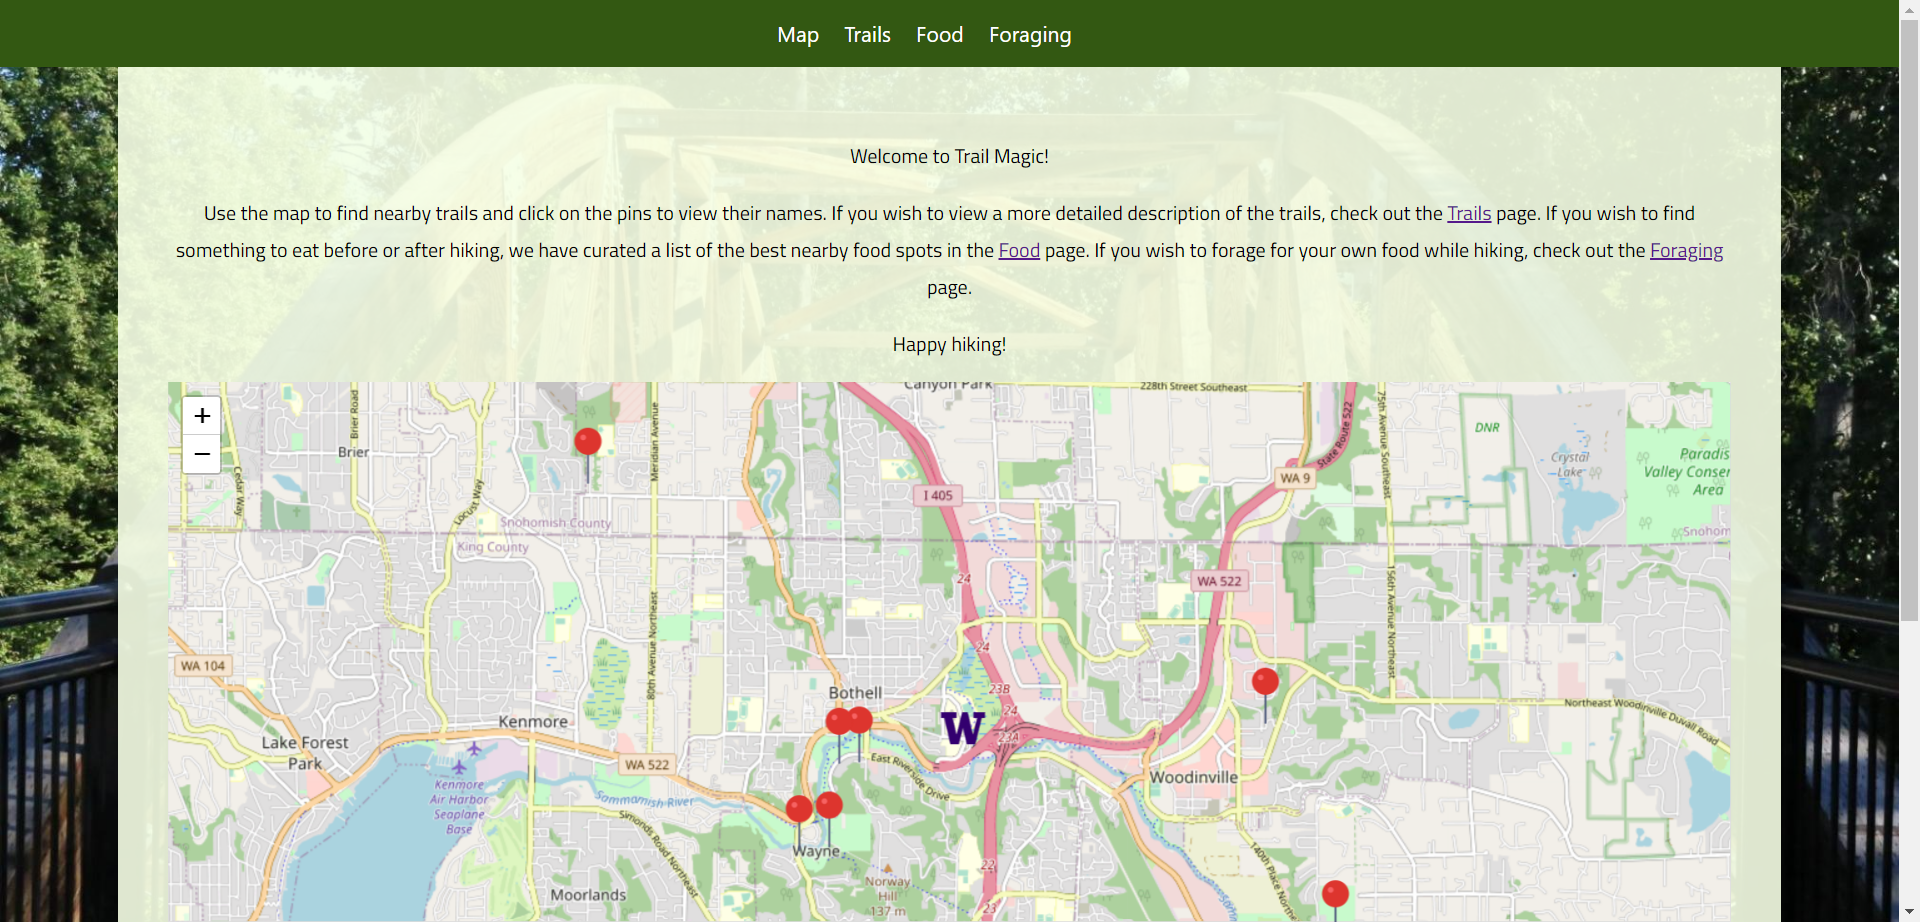 Map Trails Food Foraging
Welcome to Trail Magic!
Use the map to find nearby trails and click on the pins to view their names. If you wish to view a more detailed description of the trails, check out the Trails page. If you wish to find
something to eat before or after hiking, we have curated a list of the best nearby food spots in the Food page. If you wish to forage for your own food while hiking, check out the Foraging
page.
Happy hiking!
+
−
Canyon Park
228th Street Southeast
Brier Road
Meridian Avenue
75th Avenue Southeast
State Route 522
DNR
Brier
Crystal
Lake
Paradis
Valley Conser
Area
Cedar Way
Locust Way
WA 9
I 405
Snohomish County
King County
Snohom
24
WA 522
156th Avenue Northeast
80th Avenue Northeast
24
WA 104
23B
Bothell
24
W
Kenmore
23A
Northeast Woodinville Duvall Road
Lake Forest
Park
WA 522
East Riverside Drive
Woodinville
Kenmore
Air Harbor
Seaplane
Base
Sammamish River
Simonds Road Northeast
Wayne
140th Place Northe
Norway
Hill
137 m
23
Moorlands
23